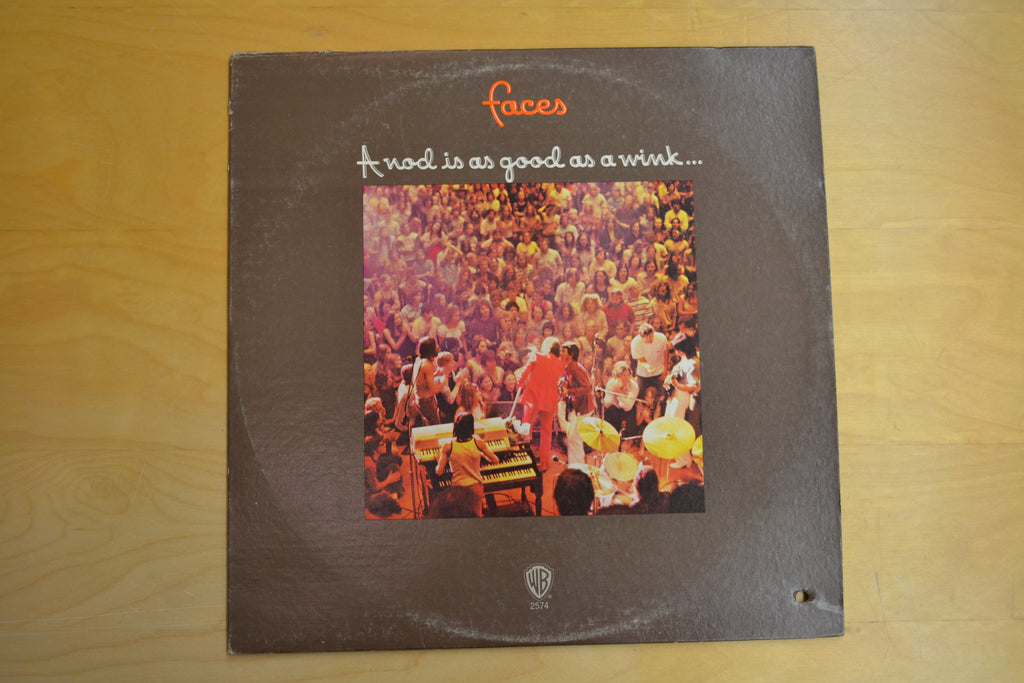 faces
A nod is as good as a wink...
WB
2574